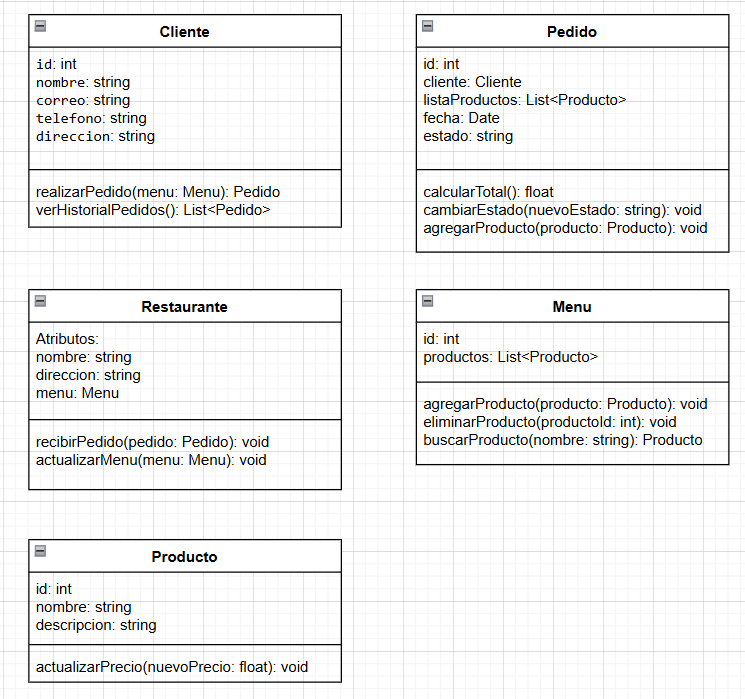 Cliente
id: int
nombre: string
correo: string
telefono: string
direccion: string
realizarPedido(menu: Menu): Pedido
verHistorialPedidos(): List<Pedido>
Pedido
id: int
cliente: Cliente
listaProductos: List<Producto>
fecha: Date
estado: string
calcularTotal(): float
cambiarEstado(nuevoEstado: string): void
agregarProducto(producto: Producto): void
Restaurante
Atributos:
nombre: string
direccion: string
menu: Menu
recibirPedido(pedido: Pedido): void
actualizarMenu(menu: Menu): void
Menu
id: int
productos: List<Producto>
agregarProducto(producto: Producto): void
eliminarProducto(productoId: int): void
buscarProducto(nombre: string): Producto
Producto
id: int
nombre: string
descripcion: string
actualizarPrecio(nuevoPrecio: float): void